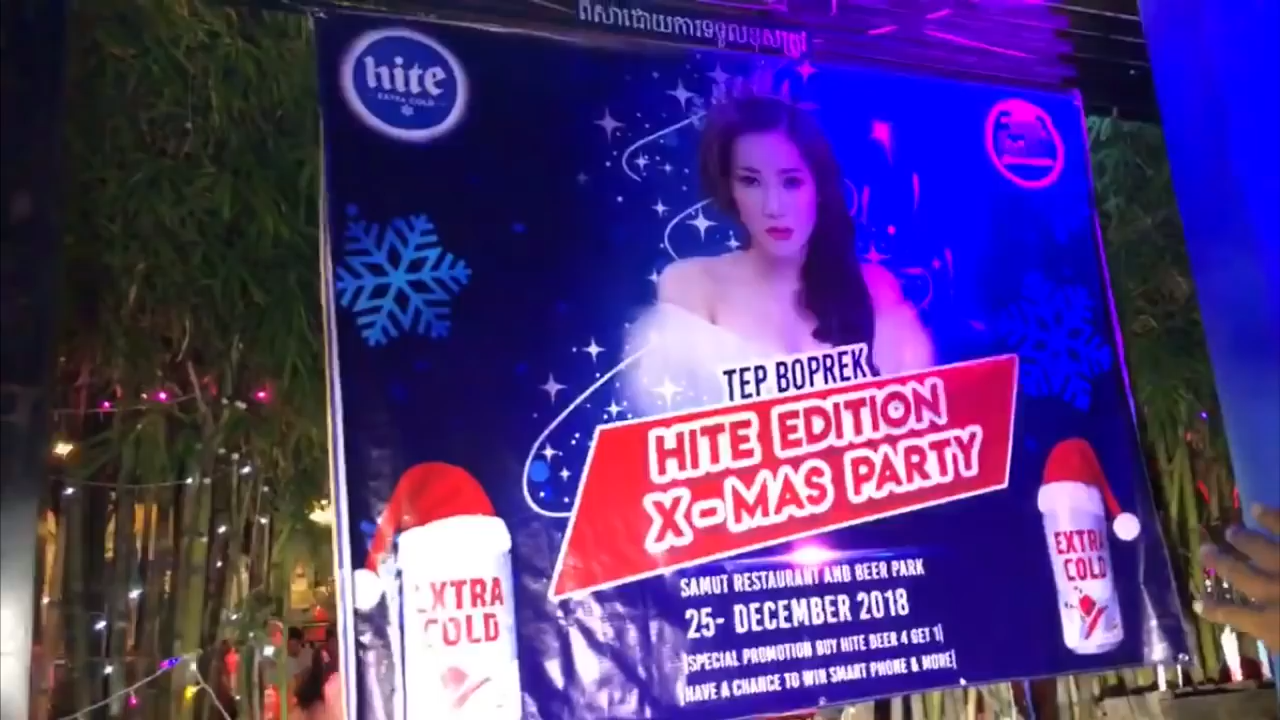 hite
EXTRA COLD
TEP BOPREK
HITE EDITION
X-MAS PARTY
EXTRA
COLD
EXTRA
COLD
SAMUT RESTAURANT AND BEER PARK
25- DECEMBER 2018
|SPECIAL PROMOTION BUY HITE BEER 4 GET 1|
|HAVE A CHANCE TO WIN SMART PHONE & MORE|